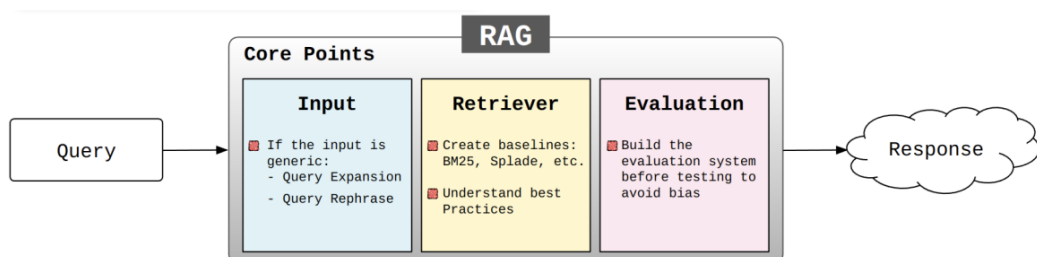 RAG
Core Points
Query
Input
If the input is
generic:
- Query Expansion
- Query Rephrase
Retriever
Create baselines:
BM25, Splade, etc.
Understand best
Practices
Evaluation
Build the
evaluation system
before testing to
avoid bias
Response